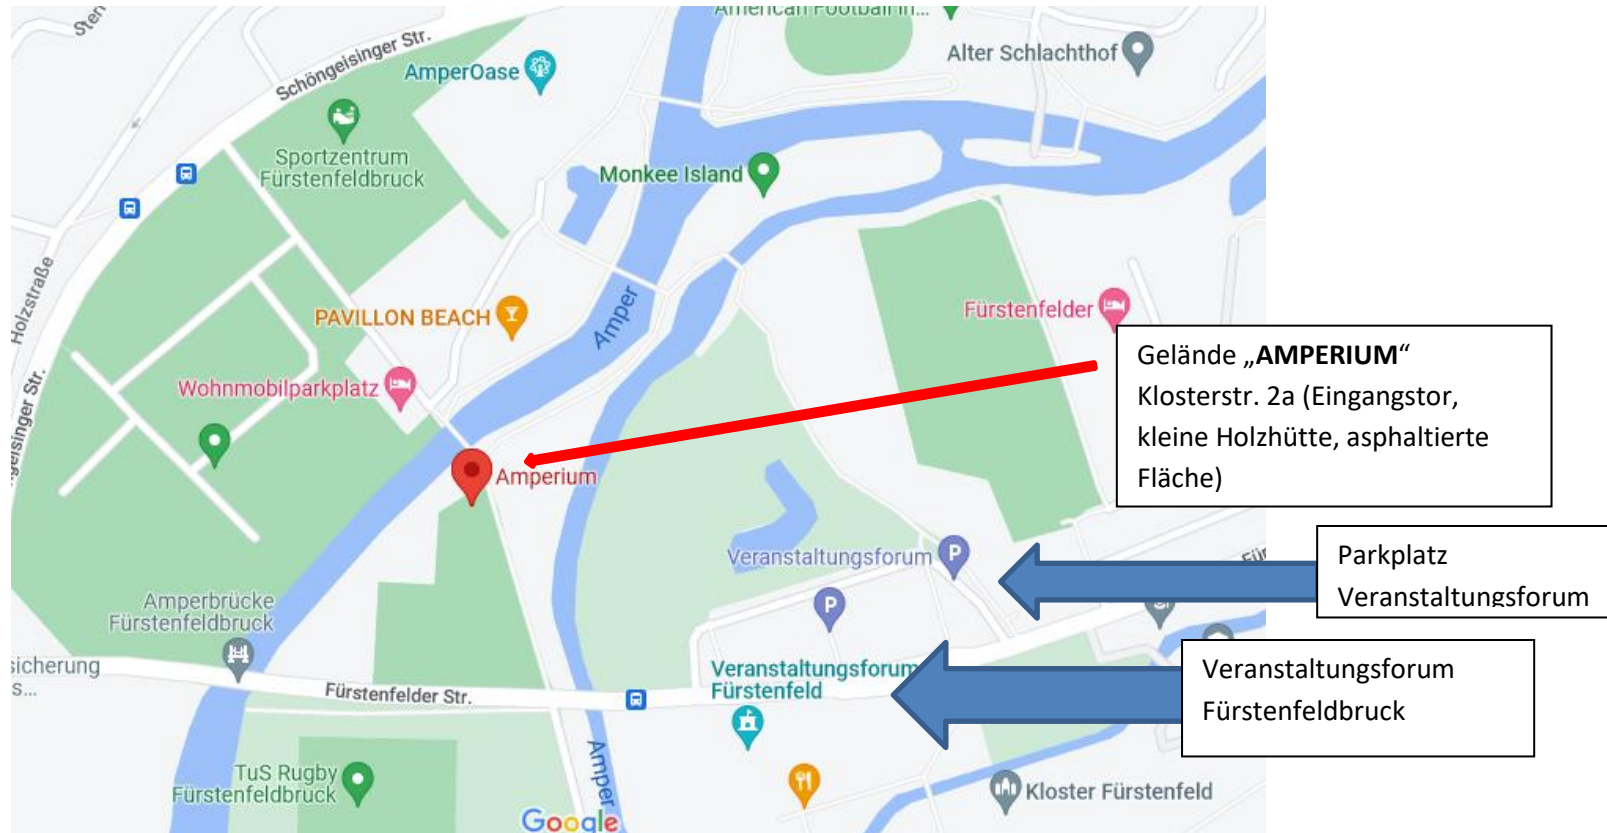 American Football in...
Schöngeisinger Str.
AmperOase
Alter Schlachthof
Sportzentrum
Fürstenfeldbruck
Monkee Island
Holzstraße
PAVILLON BEACH
Amper
Fürstenfelder
Wohnmobilparkplatz
Gelände „AMPERIUM“
Klosterstr. 2a (Eingangstor,
kleine Holzhütte, asphaltierte
Fläche)
Amperium
Veranstaltungsforum
Parkplatz
Veranstaltungsforum
Amperbrücke
Fürstenfeldbruck
Fürstenfelder Str.
Veranstaltungsforum
Fürstenfeld
Veranstaltungsforum
Fürstenfeldbruck
Amper
TuS Rugby
Fürstenfeldbruck
Kloster Fürstenfeld
Google